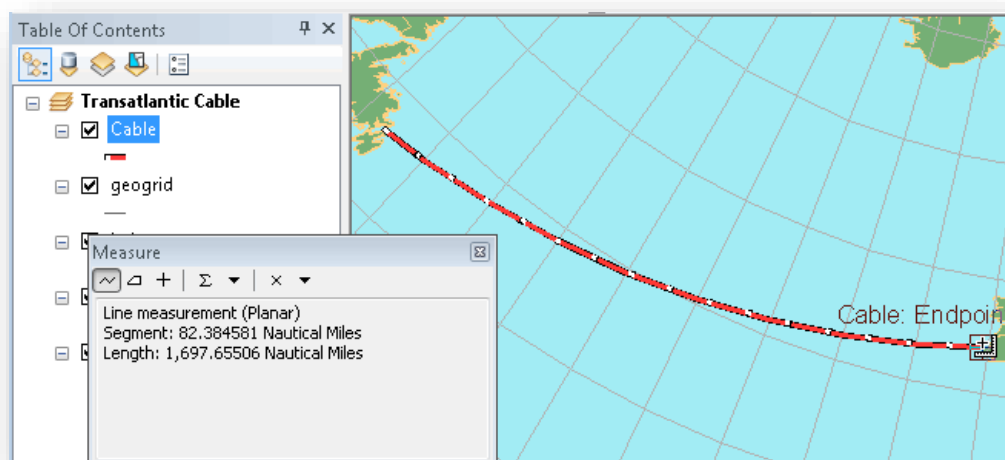 Table Of Contents
Transatlantic Cable
Cable
geogrid
Measure
Line measurement (Planar)
Segment: 82.384581 Nautical Miles
Length: 1,697.65506 Nautical Miles
Cable: Endpoin